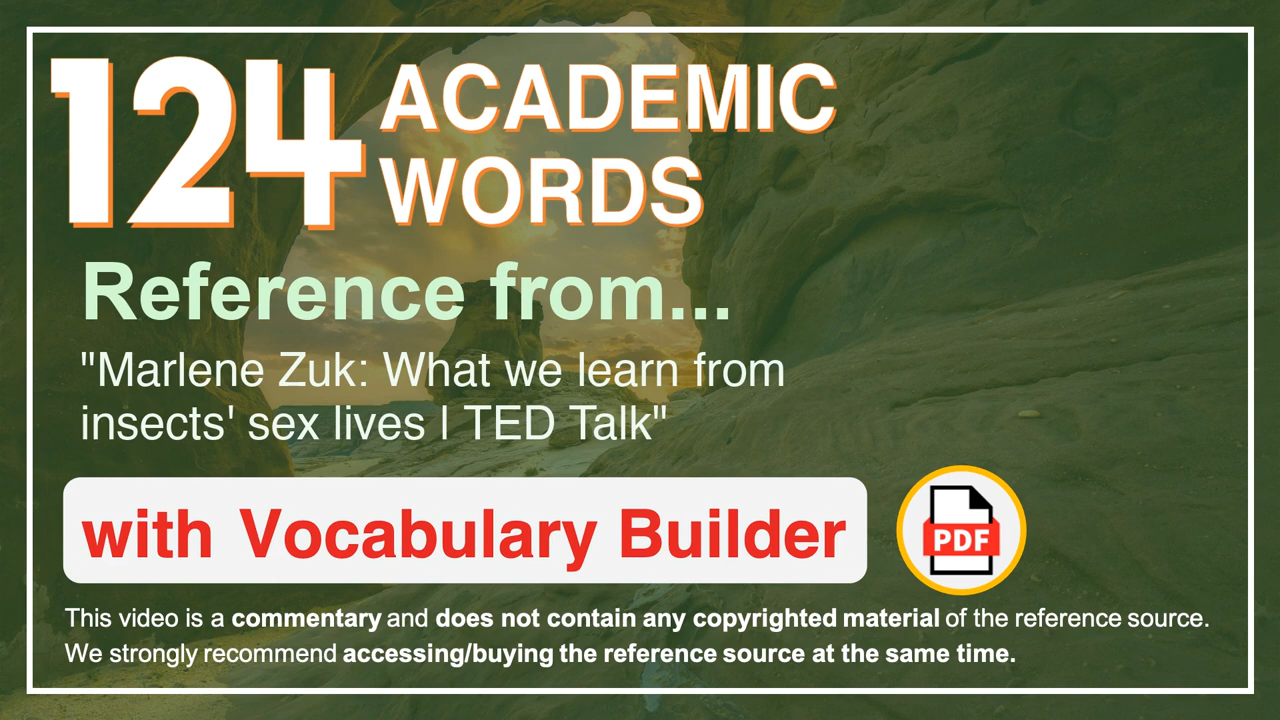 124 ACADEMIC
WORDS
Reference from...
"Marlene Zuk: What we learn from
insects' sex lives | TED Talk"
with Vocabulary Builder
PDF
This video is a commentary and does not contain any copyrighted material of the reference source.
We strongly recommend accessing/buying the reference source at the same time.